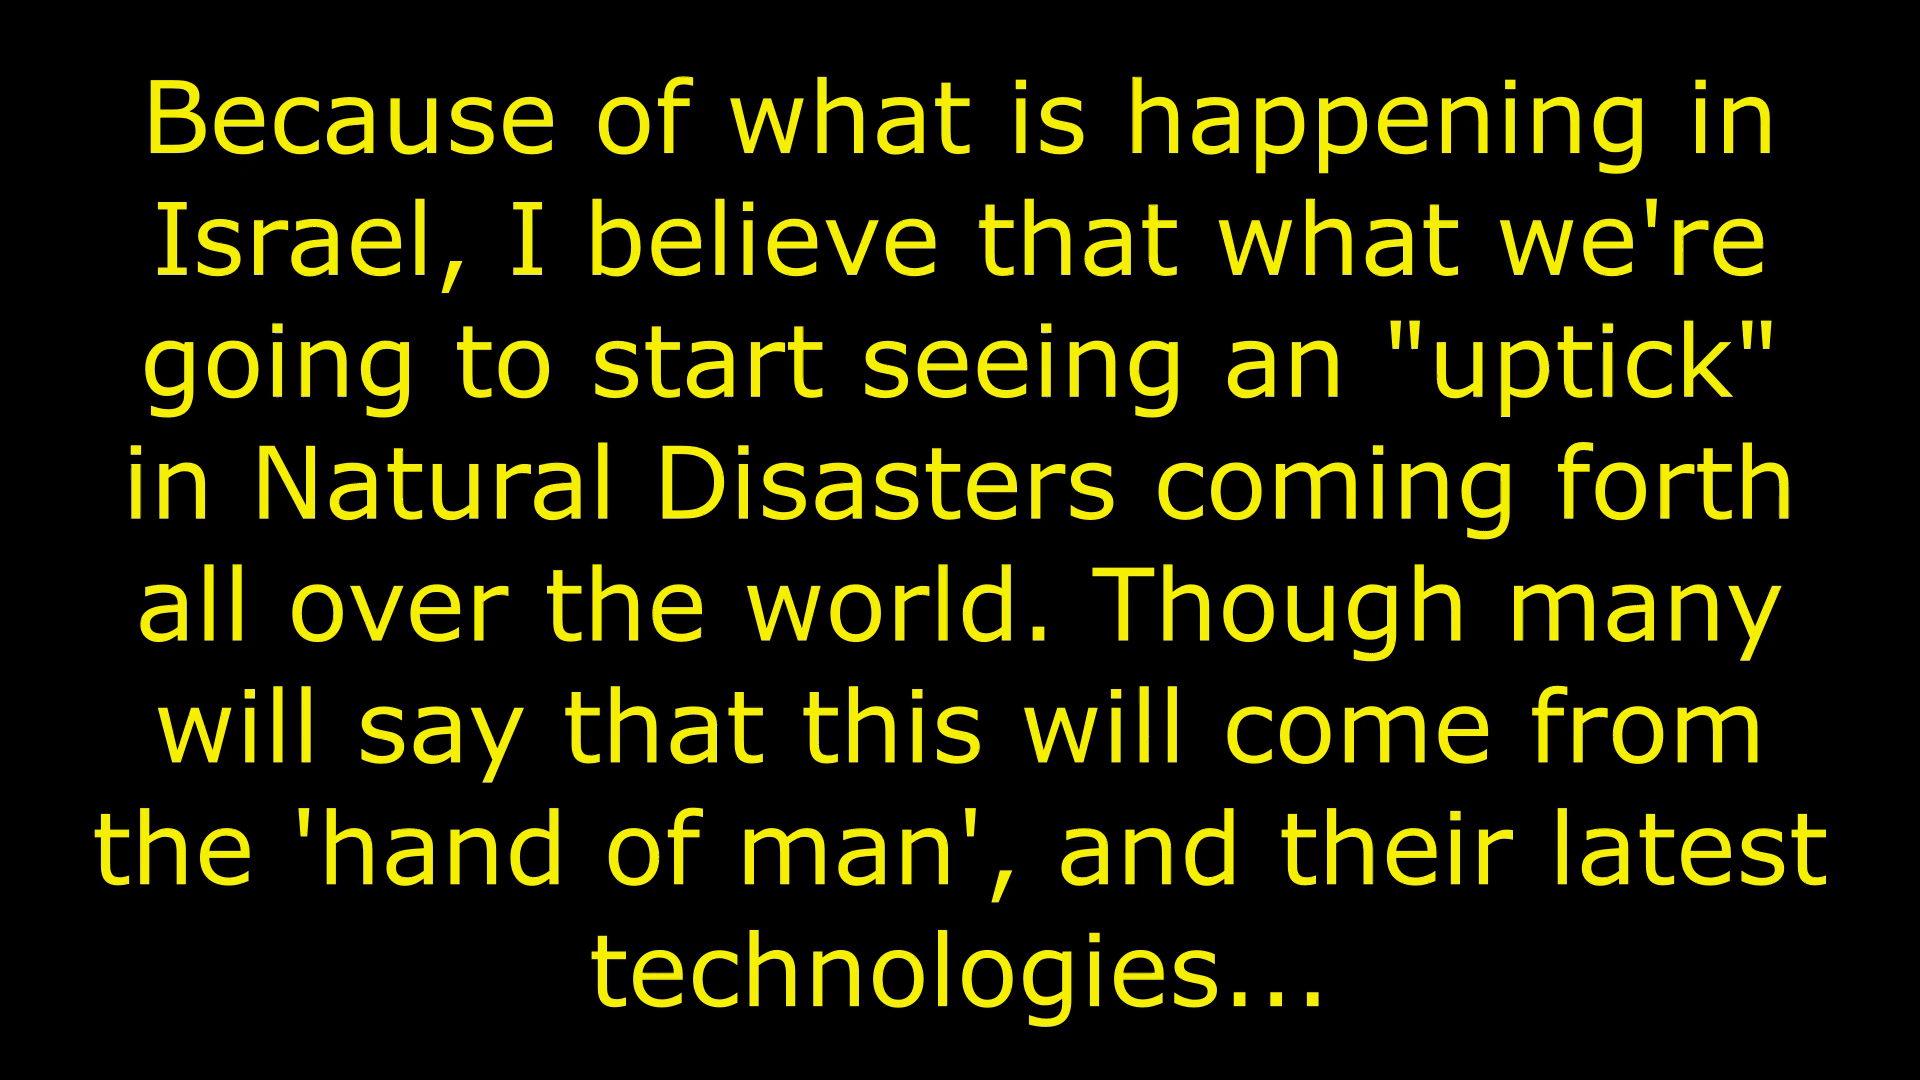 Because of what is happening in
Israel, I believe that what we're
going to start seeing an "uptick"
in Natural Disasters coming forth
all over the world. Though many
will say that this will come from
the 'hand of man', and their latest
technologies...